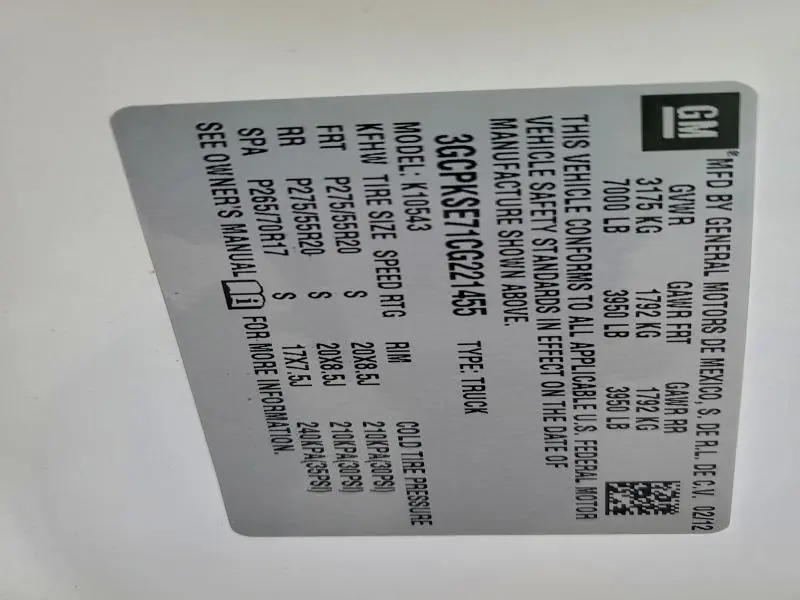 GM
®MFD BY GENERAL MOTORS DE MEXICO, S. DE R.L. DE C.V. 02/12
GVWR GAWR FRT GAWR RR
3175 KG 1792 KG 1792 KG
7000 LB 3950 LB 3950 LB
THIS VEHICLE CONFORMS TO ALL APPLICABLE U.S. FEDERAL MOTOR
VEHICLE SAFETY STANDARDS IN EFFECT ON THE DATE OF
MANUFACTURE SHOWN ABOVE.
3GCPKSE71CG221455 TYPE: TRUCK
MODEL: K10543
KFHW TIRE SIZE SPEED RTG RIM COLD TIRE PRESSURE
FRT P275/55R20 S 20X8.5J 210KPA(30PSI)
RR P275/55R20 S 20X8.5J 210KPA(30PSI)
SPA P265/70R17 S 17X7.5J 240KPA(35PSI)
SEE OWNER'S MANUAL FOR MORE INFORMATION.